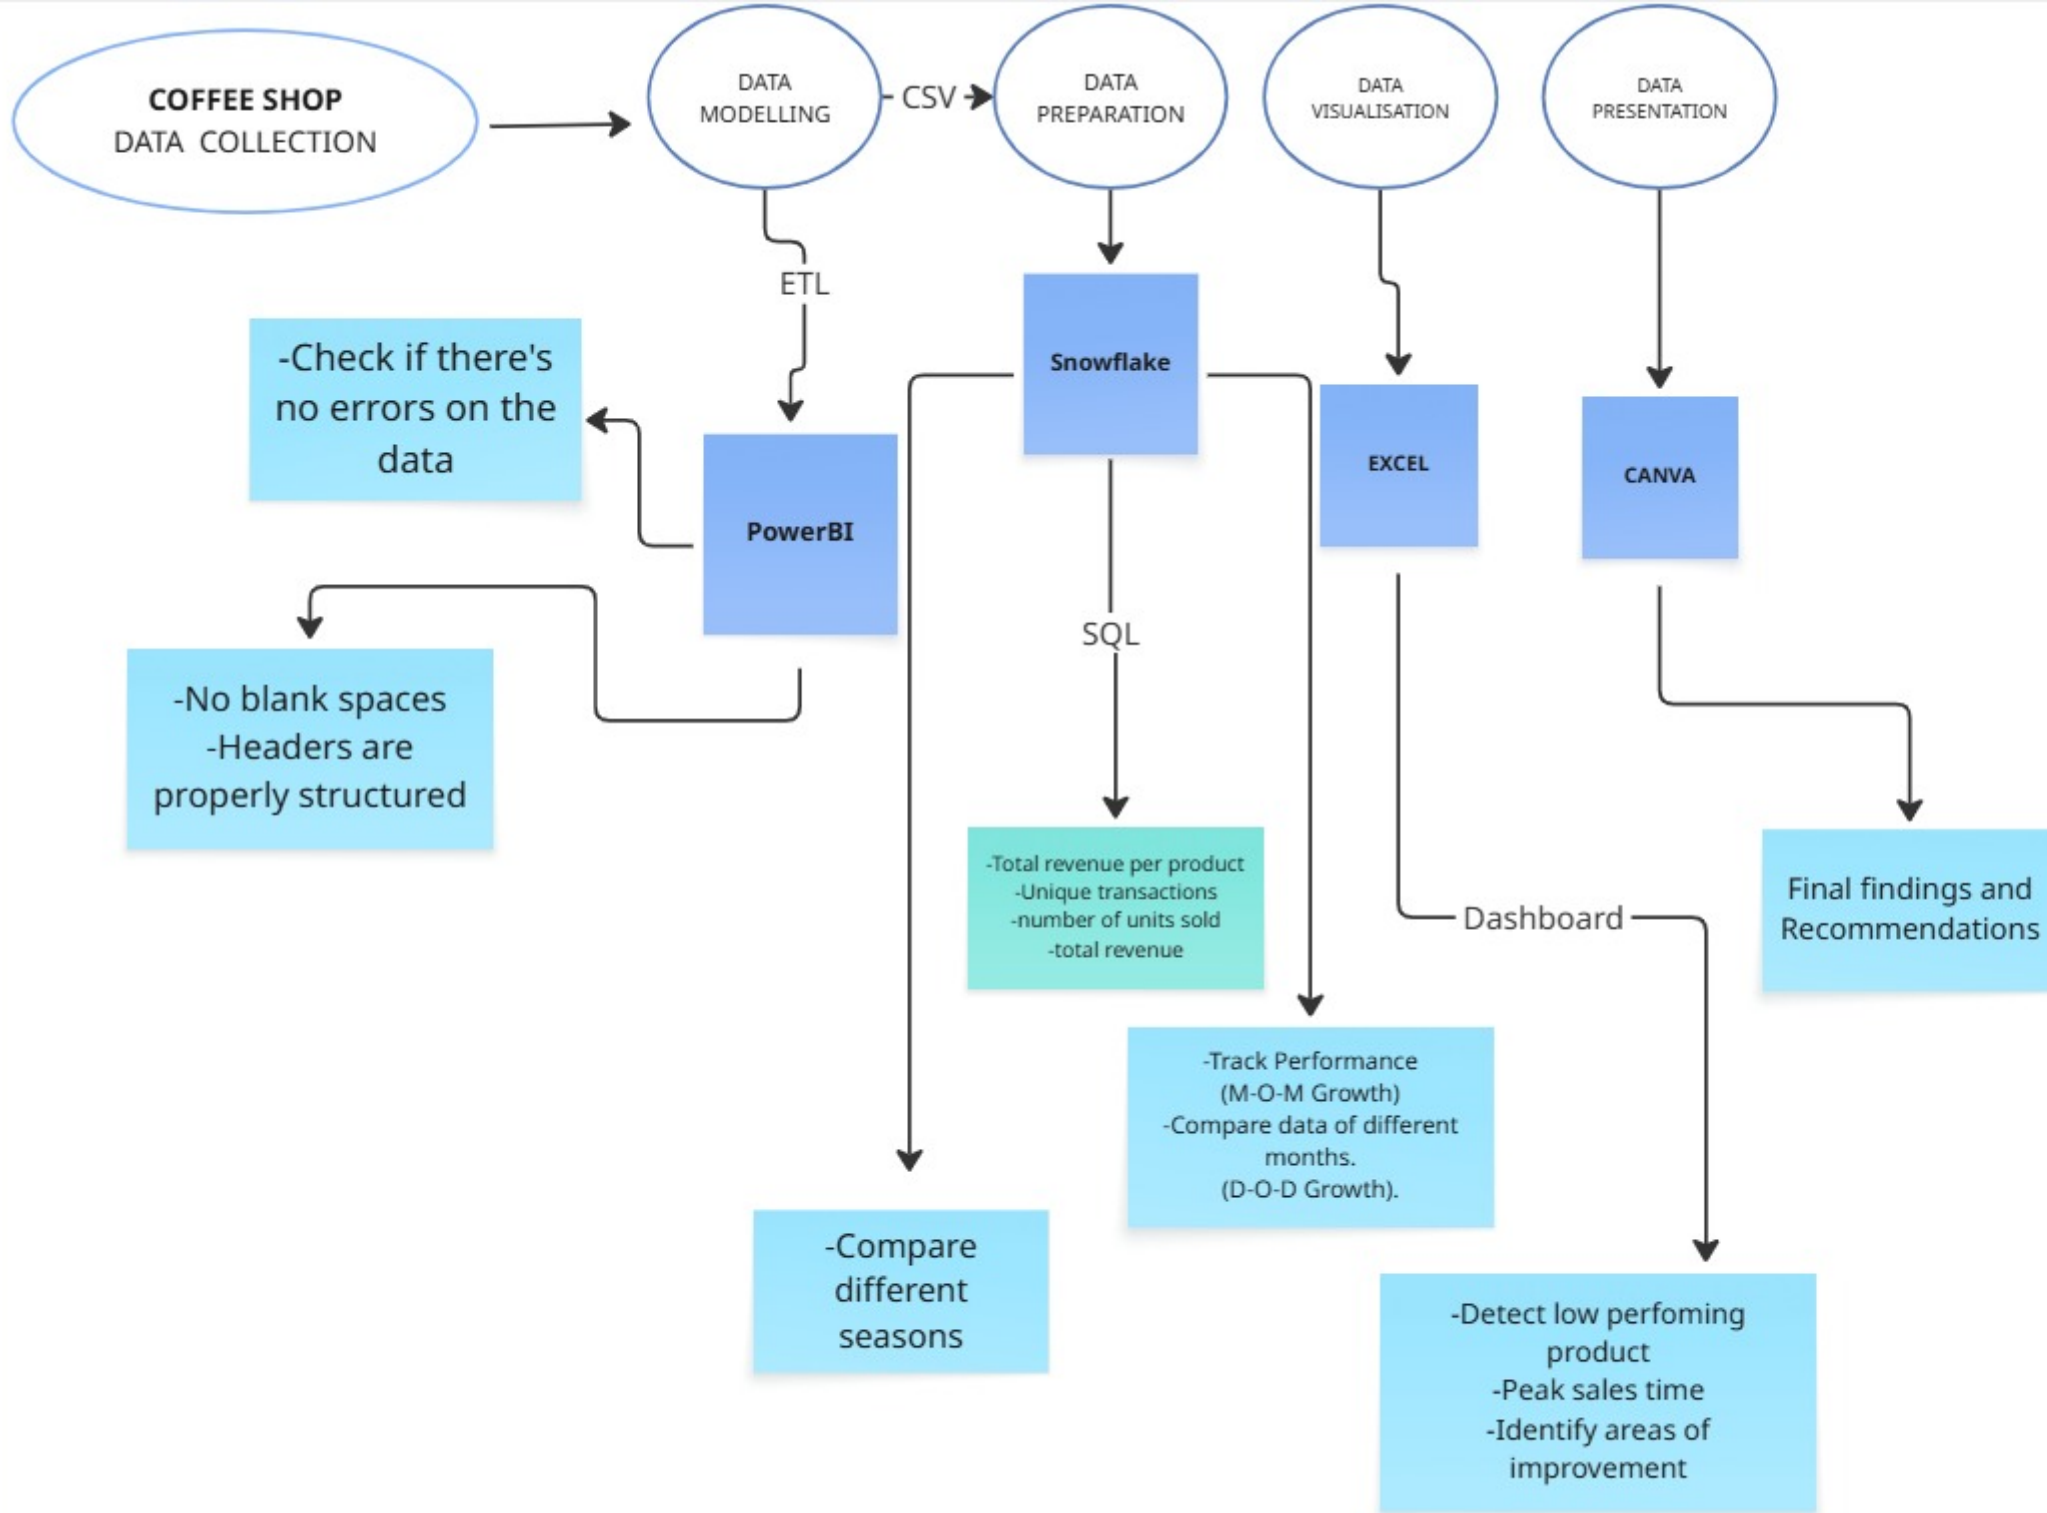 COFFEE SHOP
DATA COLLECTION
DATA
MODELLING
CSV
DATA
PREPARATION
DATA
VISUALISATION
DATA
PRESENTATION
ETL
-Check if there's
no errors on the
data
PowerBI
-No blank spaces
-Headers are
properly structured
Snowflake
SQL
-Total revenue per product
-Unique transactions
-number of units sold
-total revenue
-Track Performance
(M-O-M Growth)
-Compare data of different
months.
(D-O-D Growth).
-Compare
different
seasons
EXCEL
Dashboard
-Detect low perfoming
product
-Peak sales time
-Identify areas of
improvement
CANVA
Final findings and
Recommendations